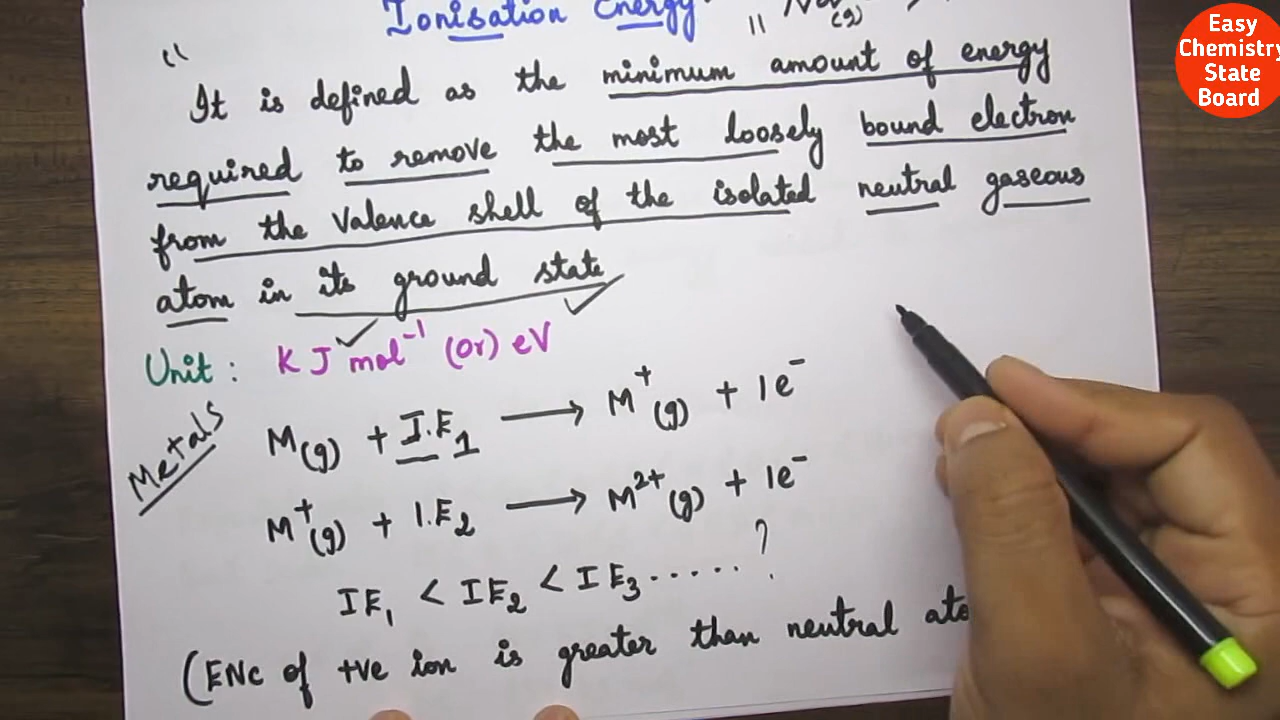 Ionisation Energy
(g)
"
"
It is defined as the minimum amount of energy
required to remove the most loosely bound electron
from the valence shell of the isolated neutral gaseous
atom in its ground state
Unit : KJ mol⁻¹ (Or) eV
Metals
M(g) + I.E₁ ⟶ M⁺(g) + 1e⁻
M⁺(g) + I.E₂ ⟶ M²⁺(g) + 1e⁻
IE₁ < IE₂ < IE₃ ...... ?
(ENc of +ve ion is greater than neutral
Easy
Chemistry
State
Board